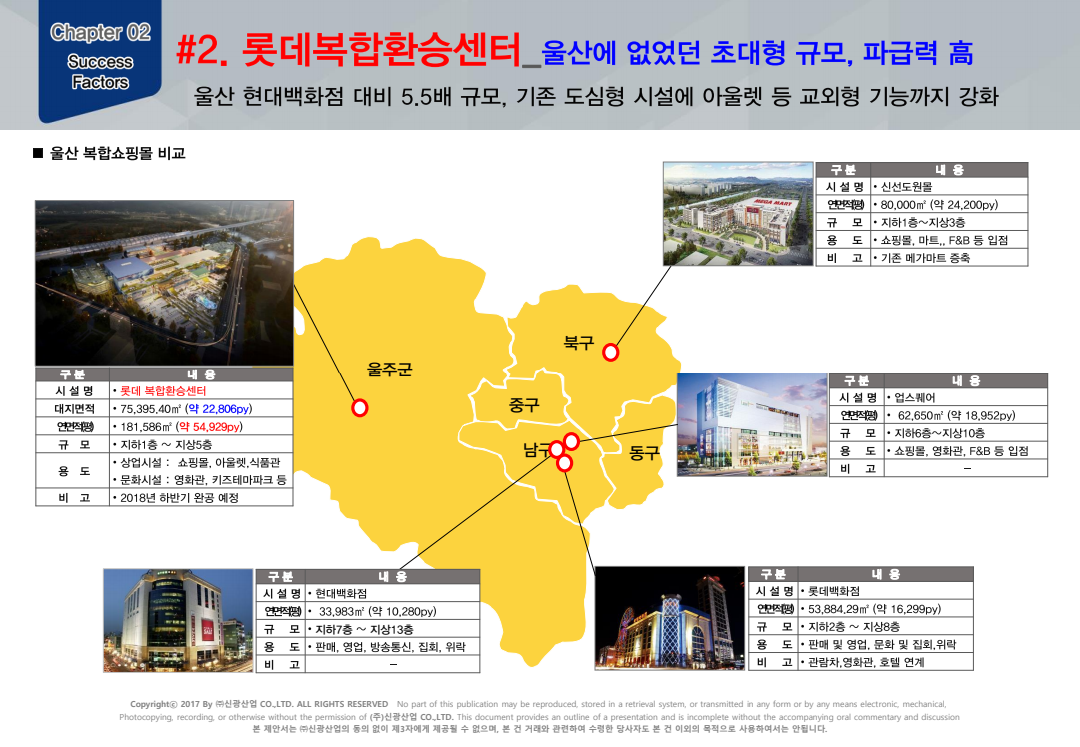 Chapter 02
Success
Factors
#2. 롯데복합환승센터_울산에 없었던 초대형 규모, 파급력 高
울산 현대백화점 대비 5.5배 규모, 기존 도심형 시설에 아울렛 등 교외형 기능까지 강화
■ 울산 복합쇼핑몰 비교
구 분 내 용
시 설 명 • 신선도원몰
연면적(평) • 80,000㎡ (약 24,200py)
규 모 • 지하1층~지상3층
용 도 • 쇼핑몰, 마트,, F&B 등 입점
비 고 • 기존 메가마트 증축
MEGA MART
울주군
북구
중구
남구
동구
구 분 내 용
시 설 명 • 롯데 복합환승센터
대지면적 • 75,395.40㎡ (약 22,806py)
연면적(평) • 181,586㎡ (약 54,929py)
규 모 • 지하1층 ~ 지상5층
용 도 • 상업시설 : 쇼핑몰, 아울렛,식품관
• 문화시설 : 영화관, 키즈테마파크 등
비 고 • 2018년 하반기 완공 예정
구 분 내 용
시 설 명 • 업스퀘어
연면적(평) • 62,650㎡ (약 18,952py)
규 모 • 지하6층~지상10층
용 도 • 쇼핑몰, 영화관, F&B 등 입점
비 고 –
구 분 내 용
시 설 명 • 현대백화점
연면적(평) • 33,983㎡ (약 10,280py)
규 모 • 지하7층 ~ 지상13층
용 도 • 판매, 영업, 방송통신, 집회, 위락
비 고 –
구 분 내 용
시 설 명 • 롯데백화점
연면적(평) • 53,884.29㎡ (약 16,299py)
규 모 • 지하2층 ~ 지상8층
용 도 • 판매 및 영업, 문화 및 집회,위락
비 고 • 관람차,영화관, 호텔 연계
Copyrightⓒ 2017 By ㈜신광산업 CO.,LTD. ALL RIGHTS RESERVED No part of this publication may be reproduced, stored in a retrieval system, or transmitted in any form or by any means electronic, mechanical,
Photocopying, recording, or otherwise without the permission of (주)신광산업 CO.,LTD. This document provides an outline of a presentation and is incomplete without the accompanying oral commentary and discussion
본 제안서는 ㈜신광산업의 동의 없이 제3자에게 제공될 수 없으며, 본 건 거래와 관련하여 수령한 당사자도 본 건 이외의 목적으로 사용하여서는 안됩니다.